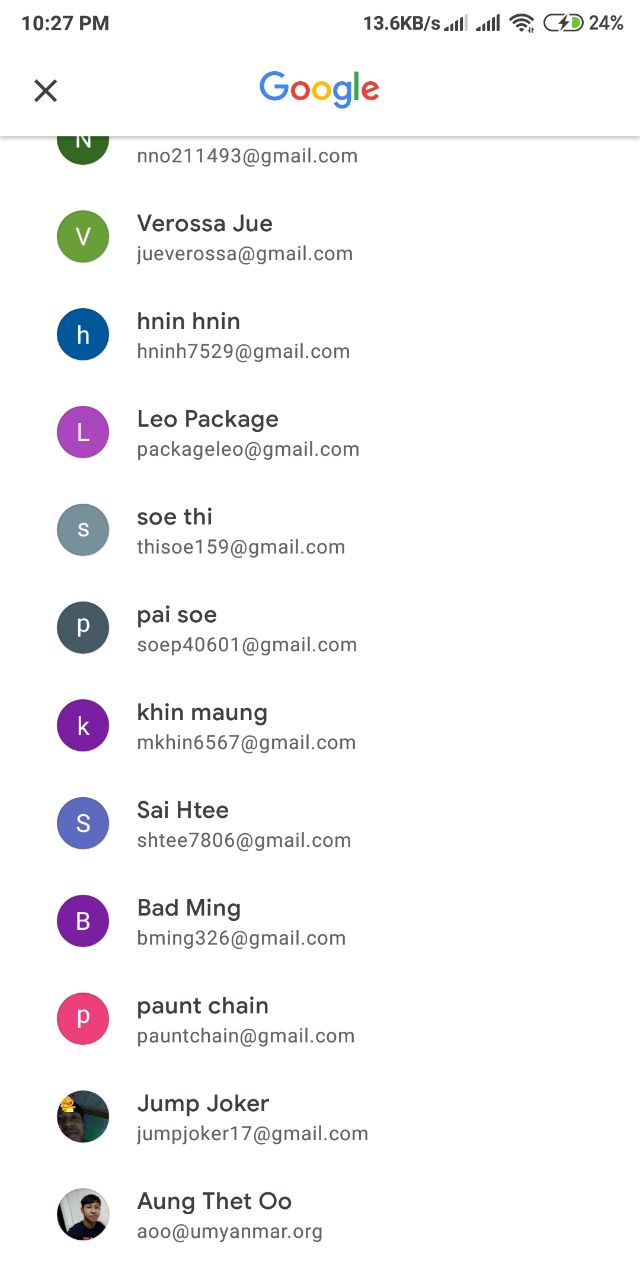 10:27 PM
13.6KB/s 24%
Google
N
nno211493@gmail.com
V
Verossa Jue
jueverossa@gmail.com
h
hnin hnin
hninh7529@gmail.com
L
Leo Package
packageleo@gmail.com
s
soe thi
thisoe159@gmail.com
p
pai soe
soep40601@gmail.com
k
khin maung
mkhin6567@gmail.com
S
Sai Htee
shtee7806@gmail.com
B
Bad Ming
bming326@gmail.com
p
paunt chain
pauntchain@gmail.com
Jump Joker
jumpjoker17@gmail.com
Aung Thet Oo
aoo@umyanmar.org